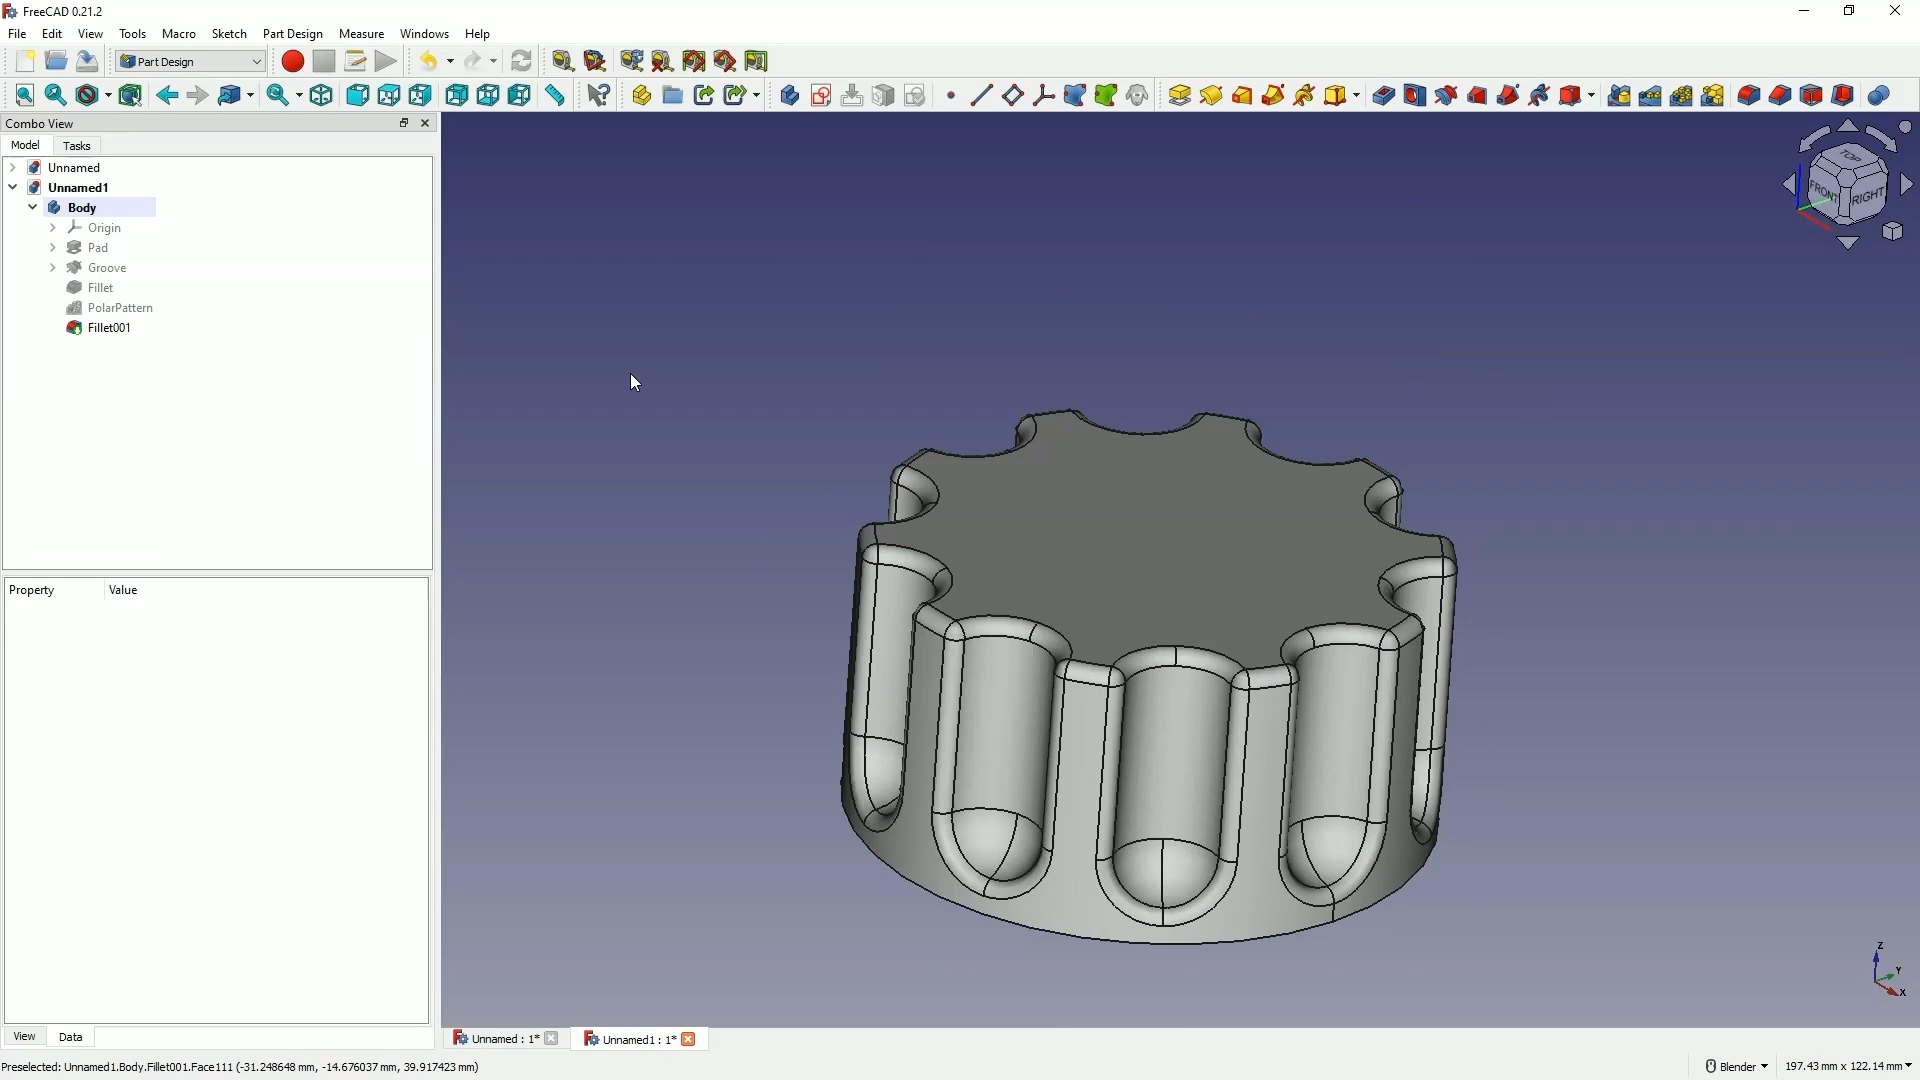 FreeCAD 0.21.2
File Edit View Tools Macro Sketch Part Design Measure Windows Help
Part Design
Combo View
Model Tasks
Unnamed
Unnamed1
Body
Origin
Pad
Groove
Fillet
PolarPattern
Fillet001
TOP
FRONT RIGHT
Property Value
Z
Y
X
View Data
Unnamed : 1* Unnamed1 : 1*
Preselected: Unnamed1.Body.Fillet001.Face111 (-31.248648 mm, -14.676037 mm, 39.917423 mm)
Blender 197.43 mm x 122.14 mm